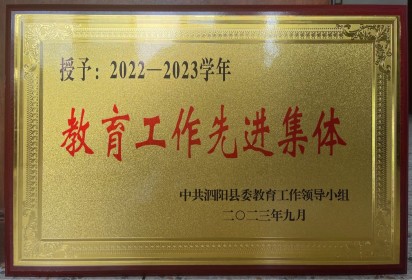 授予：2022—2023学年
教育工作先进集体
中共泗阳县委教育工作领导小组
二〇二三年九月